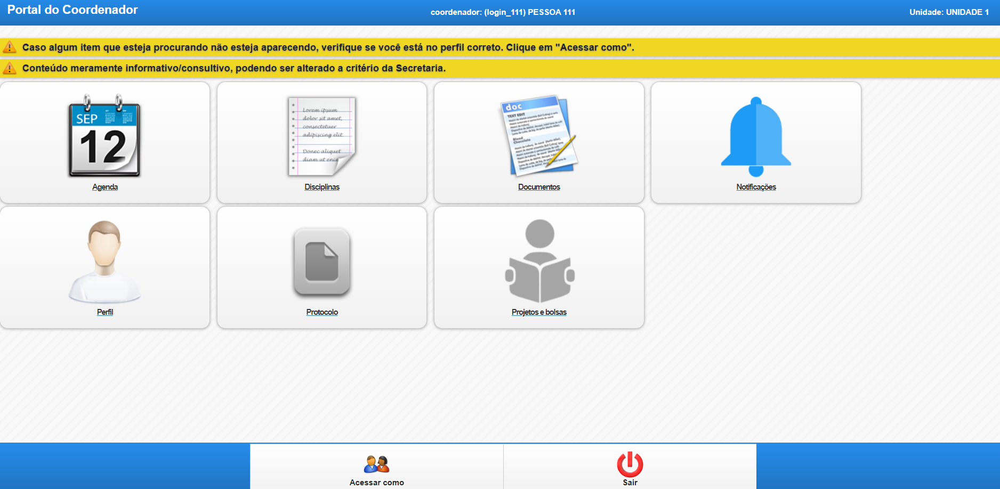 Portal do Coordenador
coordenador: (login_111) PESSOA 111
Unidade: UNIDADE 1
Caso algum item que esteja procurando não esteja aparecendo, verifique se você está no perfil correto. Clique em "Acessar como".
Conteúdo meramente informativo/consultivo, podendo ser alterado a critério da Secretaria.
SEP
12
Agenda
Lorem ipsum
dolor sit amet,
consectetuer
adipiscing elit
Donec aliquet
diam ut enim
Disciplinas
doc
TEXT EDIT
Blood
Chocolate
Documentos
Notificações
Perfil
Protocolo
Projetos e bolsas
Acessar como
Sair